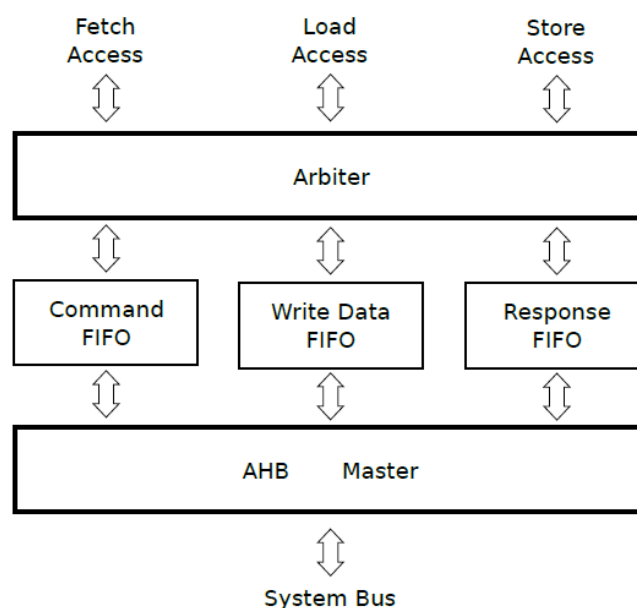 Fetch
Access
Load
Access
Store
Access
Arbiter
Command
FIFO
Write Data
FIFO
Response
FIFO
AHB Master
System Bus